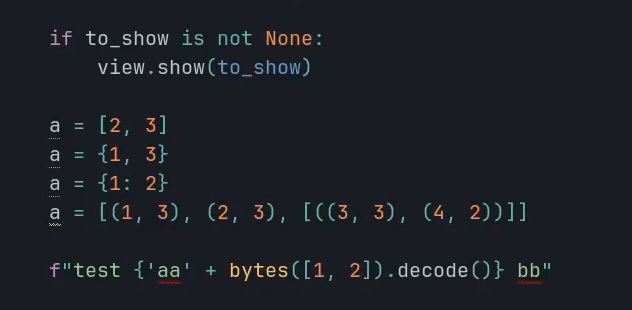 if to_show is not None:
    view.show(to_show)
a = [2, 3]
a = {1, 3}
a = {1: 2}
a = [(1, 3), (2, 3), [((3, 3), (4, 2))]]
f"test {'aa' + bytes([1, 2]).decode()} bb"